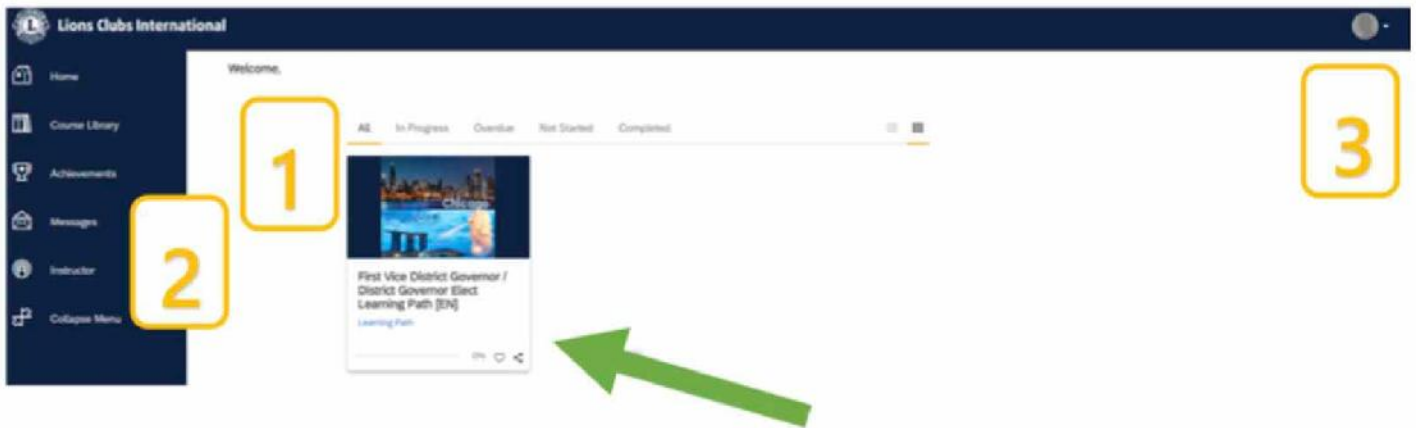 Lions Clubs International
Home
Course Library
Achievements
Messages
Instructor
Collapse Menu
Welcome,
1
2
3
All In Progress Overdue Not Started Completed
Chicago
First Vice District Governor /
District Governor Elect
Learning Path [EN]
Learning Path
0%